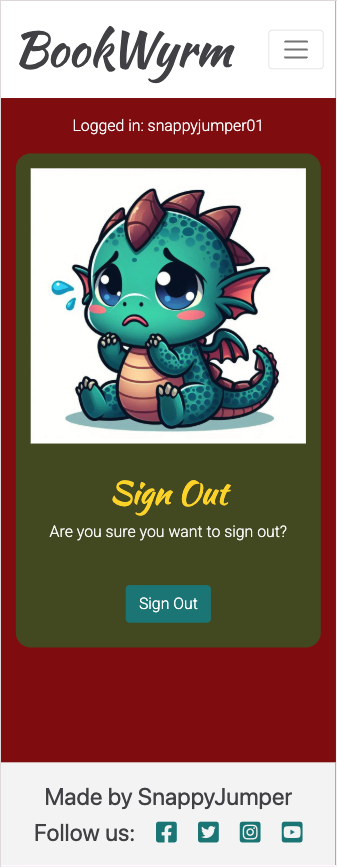 BookWyrm
Logged in: snappyjumper01
Sign Out
Are you sure you want to sign out?
Sign Out
Made by SnappyJumper
Follow us: